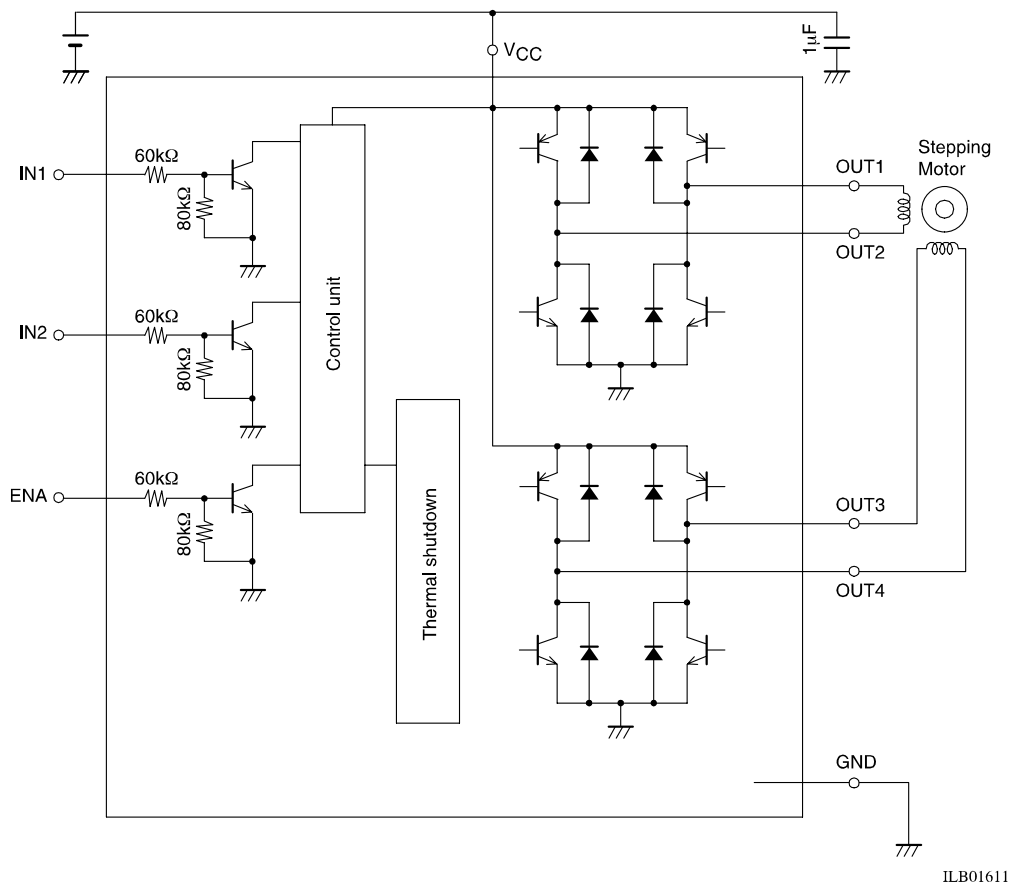 VCC
1µF
60kΩ
IN1
80kΩ
OUT1
Stepping
Motor
OUT2
60kΩ
IN2
80kΩ
Control unit
60kΩ
ENA
80kΩ
Thermal shutdown
OUT3
OUT4
GND
ILB01611